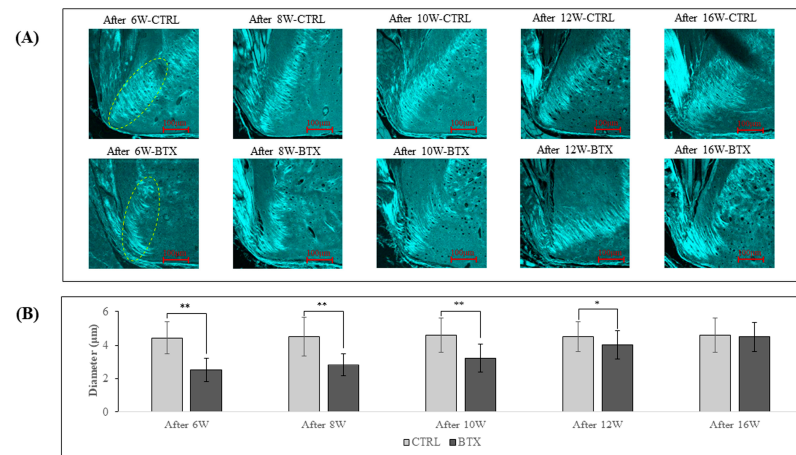 (A)
After 6W-CTRL After 8W-CTRL After 10W-CTRL After 12W-CTRL After 16W-CTRL
100μm 100μm 100μm 100μm
After 6W-BTX After 8W-BTX After 10W-BTX After 12W-BTX After 16W-BTX
100μm 100μm 100μm
(B)
Diameter (μm)
6
4
2
0
** ** ** *
After 6W After 8W After 10W After 12W After 16W
CTRL BTX